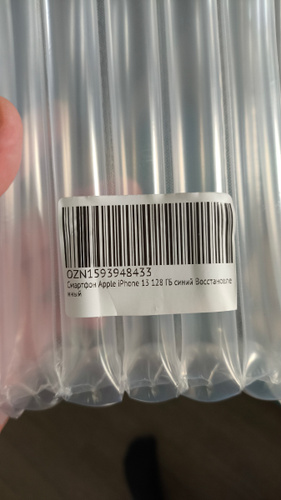 OZN1593948433
Смартфон Apple iPhone 13 128 ГБ синий Восстановле
нный